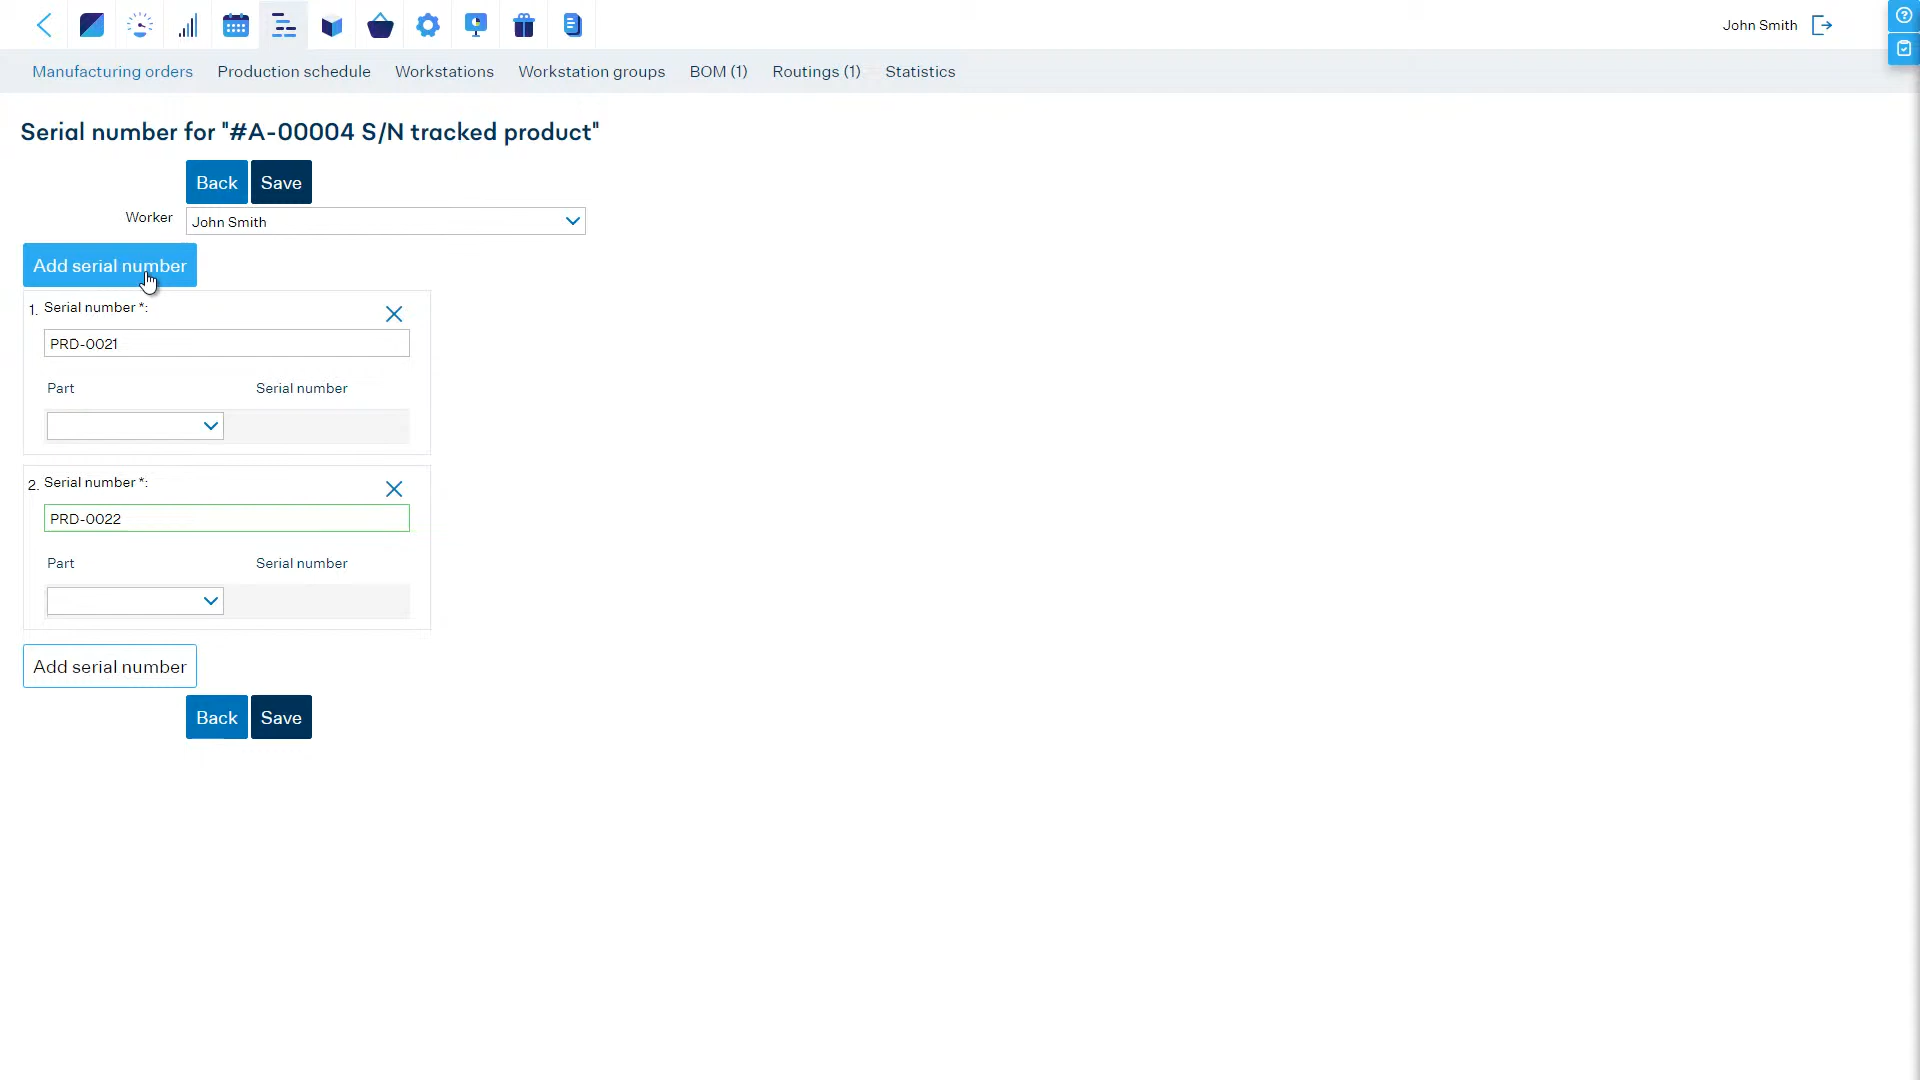 John Smith
Manufacturing orders Production schedule Workstations Workstation groups BOM (1) Routings (1) Statistics
Serial number for "#A-00004 S/N tracked product"
Back Save
Worker John Smith
Add serial number
1. Serial number *:
PRD-0021
Part Serial number
2. Serial number *:
PRD-0022
Part Serial number
Add serial number
Back Save